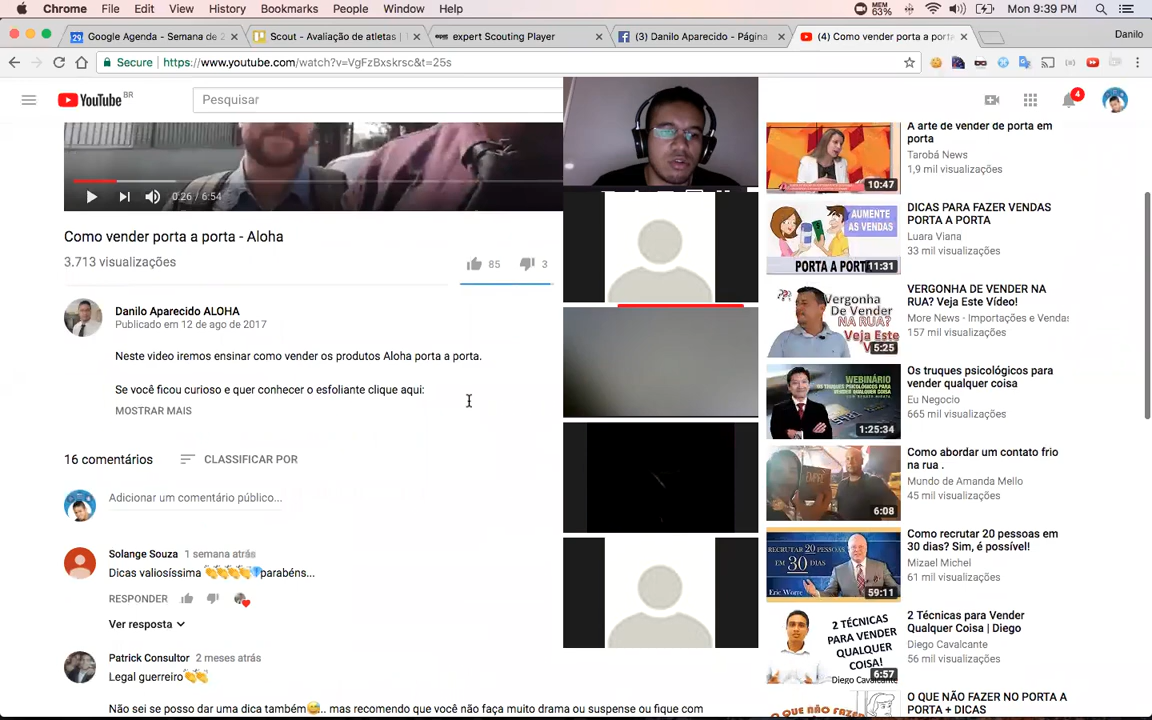 Chrome File Edit View History Bookmarks People Window Help
MEM 63% Mon 9:39 PM
Google Agenda - Semana de 2
Scout - Avaliação de atletas |
expert Scouting Player
(3) Danilo Aparecido - Página
(4) Como vender porta a porta
Danilo
Secure https://www.youtube.com/watch?v=VgFzBxskrsc&t=25s
YouTube BR
Pesquisar
4
0:26 / 6:54
Como vender porta a porta - Aloha
3.713 visualizações
85 3
Danilo Aparecido ALOHA
Publicado em 12 de ago de 2017
Neste video iremos ensinar como vender os produtos Aloha porta a porta.
Se você ficou curioso e quer conhecer o esfoliante clique aqui:
MOSTRAR MAIS
16 comentários CLASSIFICAR POR
Adicionar um comentário público...
Solange Souza 1 semana atrás
Dicas valiosíssima 👏👏👏👏💎parabéns...
RESPONDER
Ver resposta
Patrick Consultor 2 meses atrás
Legal guerreiro👏👏
Não sei se posso dar uma dica também😅.. mas recomendo que você não faça muito drama ou suspense ou fique com
A arte de vender de porta em
porta
Tarobá News
1,9 mil visualizações
10:47
DICAS PARA FAZER VENDAS
PORTA A PORTA
Luara Viana
33 mil visualizações
AUMENTE
AS VENDAS
PORTA A PORT
11:31
VERGONHA DE VENDER NA
RUA? Veja Este Vídeo!
More News - Importações e Vendas
157 mil visualizações
Vergonha
De Vender
NA RUA?
Veja Este
5:25
Os truques psicológicos para
vender qualquer coisa
Eu Negocio
665 mil visualizações
WEBINÁRIO
1:25:34
Como abordar um contato frio
na rua .
Mundo de Amanda Mello
45 mil visualizações
6:08
Como recrutar 20 pessoas em
30 dias? Sim, é possível!
Mizael Michel
61 mil visualizações
RECRUTAR 20 PESSOAS
EM 30 DIAS
Eric Worre
59:11
2 Técnicas para Vender
Qualquer Coisa | Diego
Diego Cavalcante
56 mil visualizações
2 TÉCNICAS
PARA VENDER
QUALQUER
COISA!
Diego Cavalcante
6:57
O QUE NÃO FAZER NO PORTA A
PORTA + DICAS
O QUE NÃO FAZE